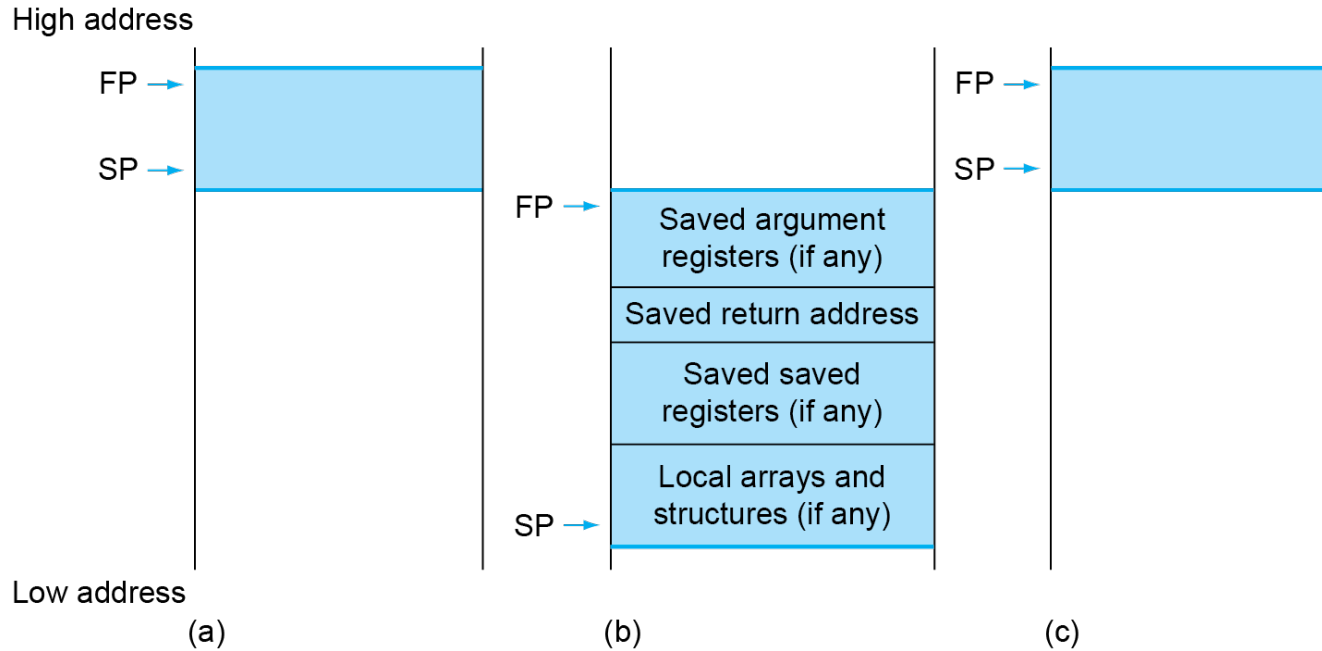 High address
FP
SP
FP
Saved argument
registers (if any)
Saved return address
Saved saved
registers (if any)
Local arrays and
structures (if any)
SP
FP
SP
Low address
(a)
(b)
(c)